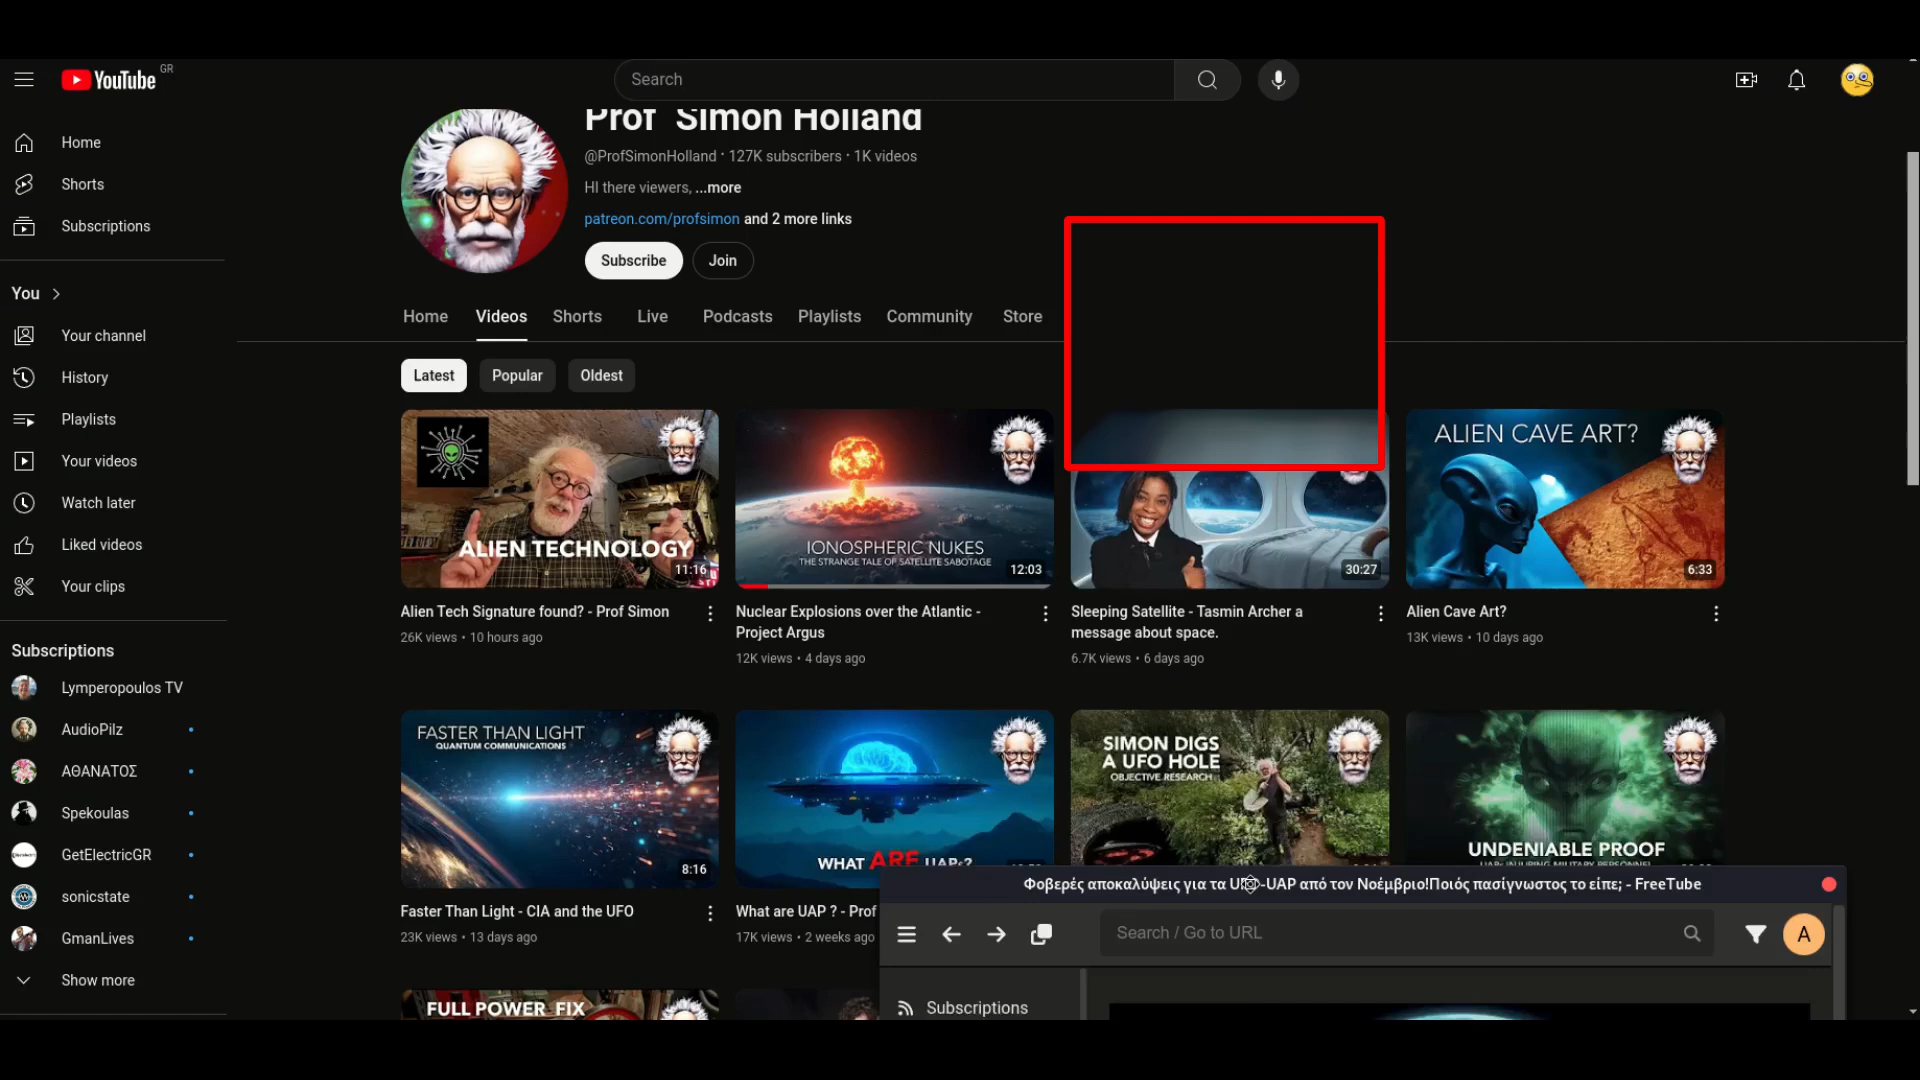 YouTube GR
Search
Home
Shorts
Subscriptions
You
Your channel
History
Playlists
Your videos
Watch later
Liked videos
Your clips
Subscriptions
Lymperopoulos TV
AudioPilz
ΑΘΑΝΑΤΟΣ
Spekoulas
GetElectricGR
sonicstate
GmanLives
Show more
Prof Simon Holland
@ProfSimonHolland · 127K subscribers · 1K videos
HI there viewers, ...more
patreon.com/profsimon and 2 more links
Subscribe Join
Home Videos Shorts Live Podcasts Playlists Community Store
Latest Popular Oldest
ALIEN TECHNOLOGY
11:16
Alien Tech Signature found? - Prof Simon
26K views • 10 hours ago
IONOSPHERIC NUKES
THE STRANGE TALE OF SATELLITE SABOTAGE
12:03
Nuclear Explosions over the Atlantic -
Project Argus
12K views • 4 days ago
30:27
Sleeping Satellite - Tasmin Archer a
message about space.
6.7K views • 6 days ago
ALIEN CAVE ART?
6:33
Alien Cave Art?
13K views • 10 days ago
FASTER THAN LIGHT
QUANTUM COMMUNICATIONS
8:16
Faster Than Light - CIA and the UFO
23K views • 13 days ago
WHAT ARE UAPs?
What are UAP ? - Prof
17K views • 2 weeks ago
SIMON DIGS
A UFO HOLE
OBJECTIVE RESEARCH
UNDENIABLE PROOF
FULL POWER FIX
Φοβερές αποκαλύψεις για τα UFO-UAP από τον Νοέμβριο!Ποιός πασίγνωστος το είπε; - FreeTube
Search / Go to URL
A
Subscriptions